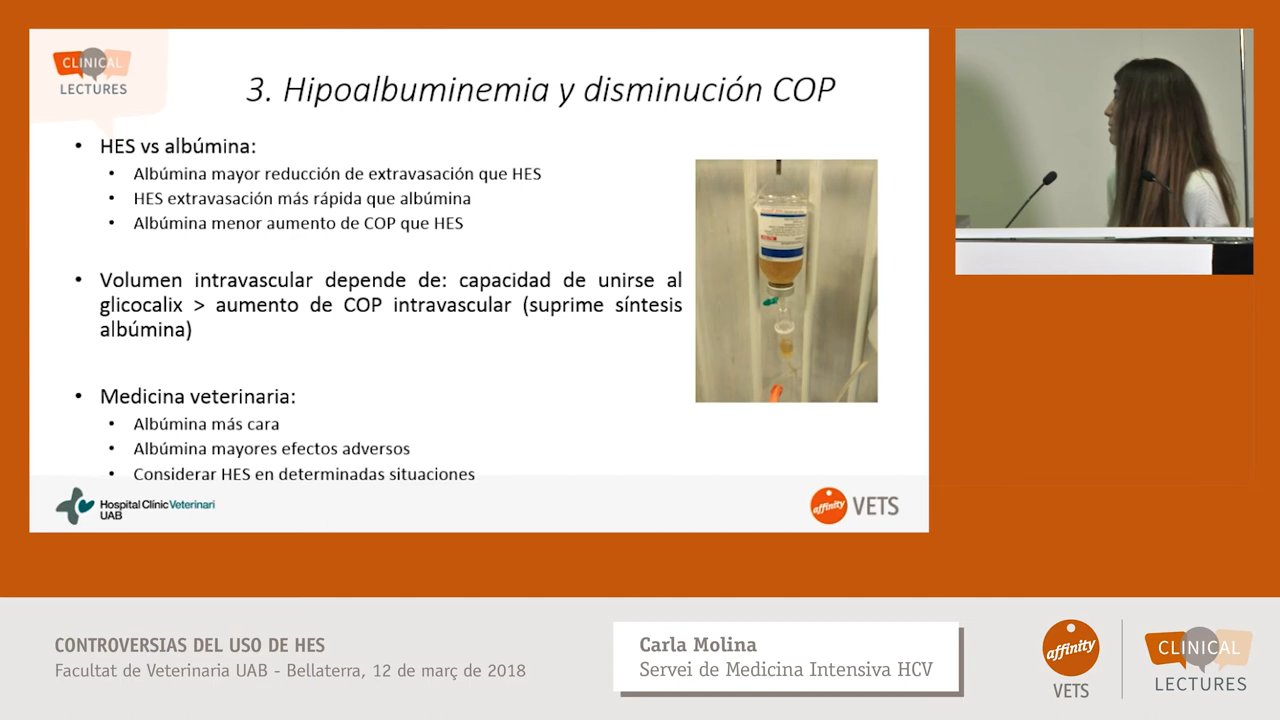 CLINICAL
LECTURES
3. Hipoalbuminemia y disminución COP
• HES vs albúmina:
• Albúmina mayor reducción de extravasación que HES
• HES extravasación más rápida que albúmina
• Albúmina menor aumento de COP que HES
• Volumen intravascular depende de: capacidad de unirse al
glicocalix > aumento de COP intravascular (suprime síntesis
albúmina)
• Medicina veterinaria:
• Albúmina más cara
• Albúmina mayores efectos adversos
• Considerar HES en determinadas situaciones
Hospital Clínic Veterinari
UAB
affinity VETS
CONTROVERSIAS DEL USO DE HES
Facultat de Veterinaria UAB - Bellaterra, 12 de març de 2018
Carla Molina
Servei de Medicina Intensiva HCV
affinity
VETS
CLINICAL
LECTURES